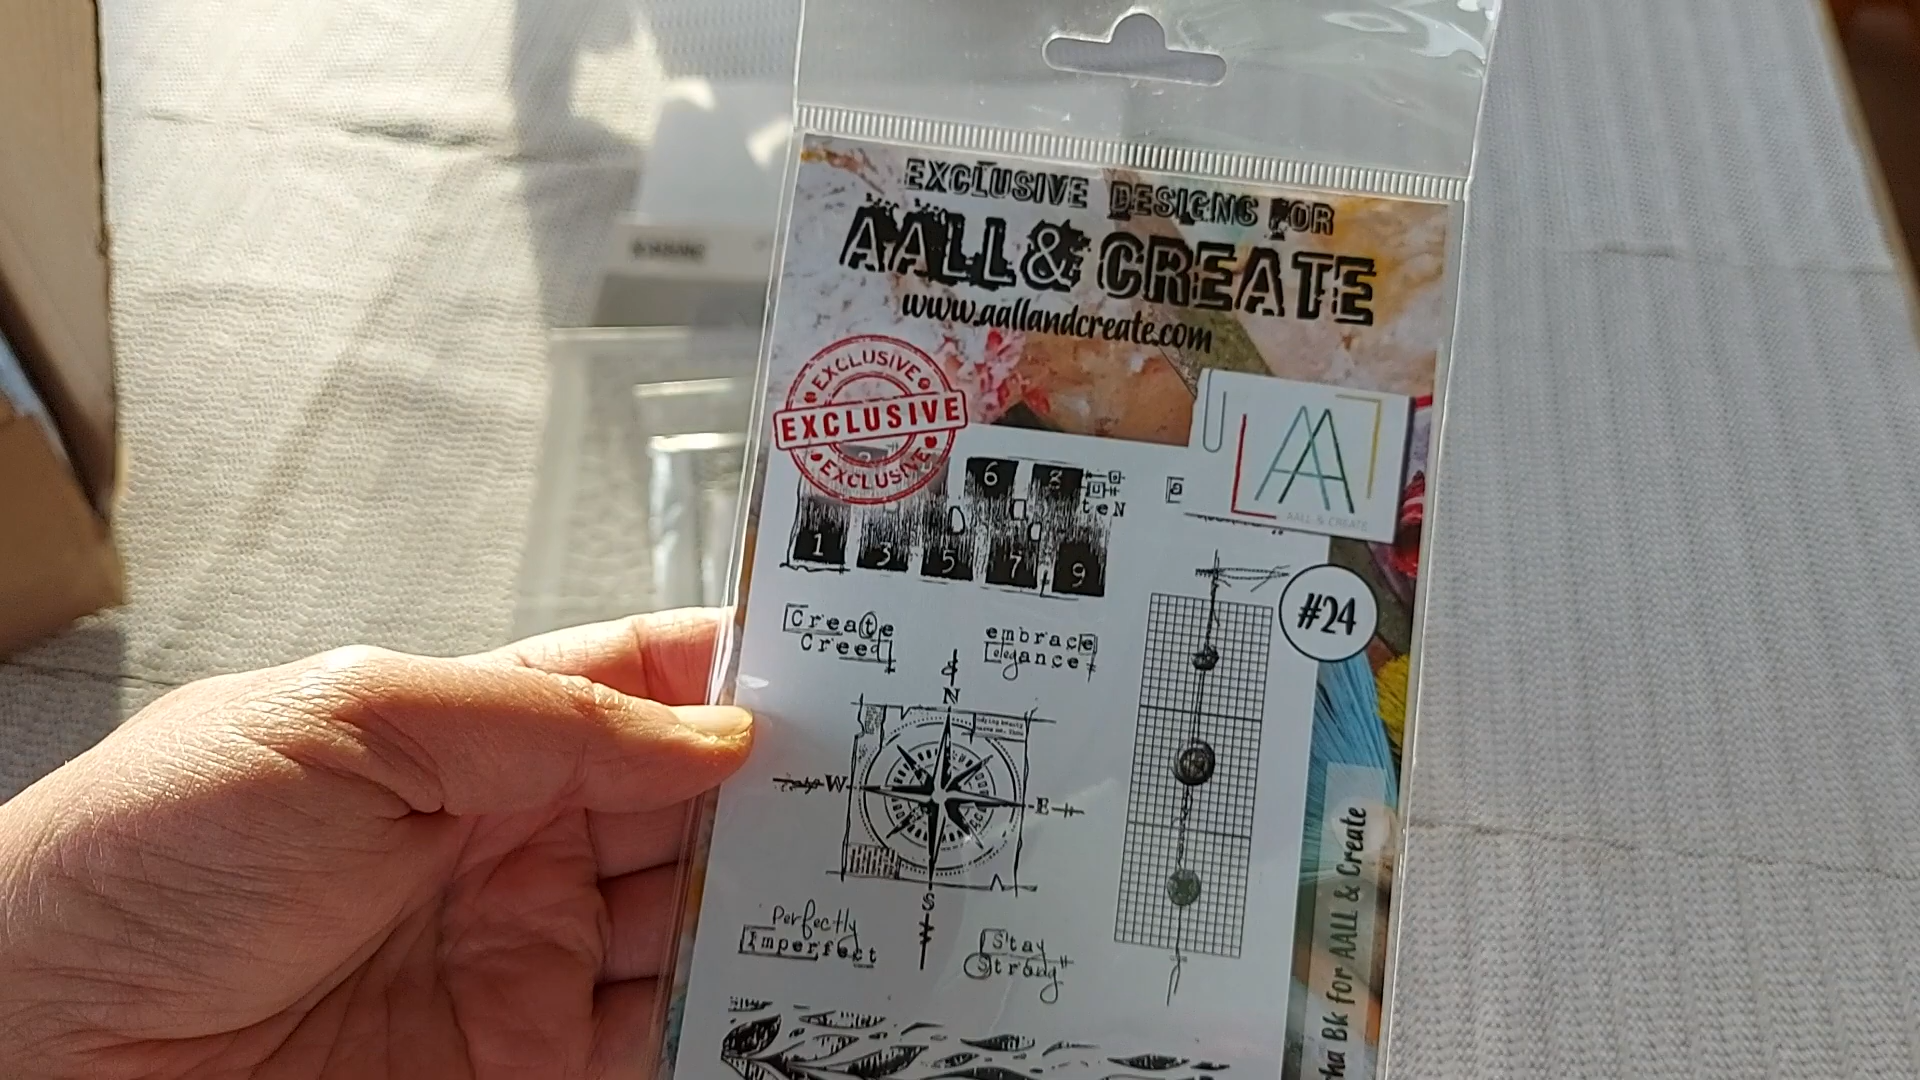 EXCLUSIVE DESIGNS FOR
AALL & CREATE
www.aallandcreate.com
EXCLUSIVE
EXCLUSIVE
EXCLUSIVE
AALL & CREATE
6 8
teN
a
1 3 5 7 9
#24
Create
Creed
embrace
elegance
N
W
E
S
Perfectly
Imperfect
Stay
Strong
Bk for AALL & Create